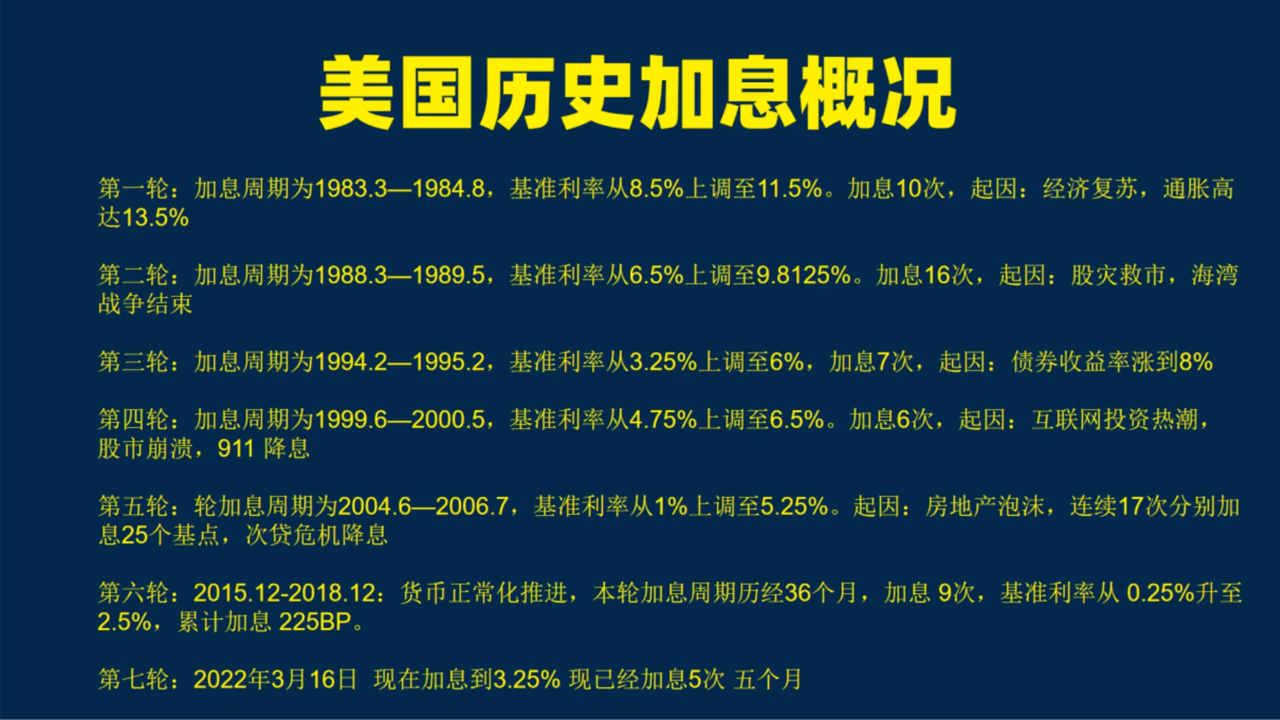 美国历史加息概况
第一轮：加息周期为1983.3—1984.8，基准利率从8.5%上调至11.5%。加息10次，起因：经济复苏，通胀高
达13.5%
第二轮：加息周期为1988.3—1989.5，基准利率从6.5%上调至9.8125%。加息16次，起因：股灾救市，海湾
战争结束
第三轮：加息周期为1994.2—1995.2，基准利率从3.25%上调至6%，加息7次，起因：债券收益率涨到8%
第四轮：加息周期为1999.6—2000.5，基准利率从4.75%上调至6.5%。加息6次，起因：互联网投资热潮，
股市崩溃，911 降息
第五轮：轮加息周期为2004.6—2006.7，基准利率从1%上调至5.25%。起因：房地产泡沫，连续17次分别加
息25个基点，次贷危机降息
第六轮：2015.12-2018.12：货币正常化推进，本轮加息周期历经36个月，加息 9次，基准利率从 0.25%升至
2.5%，累计加息 225BP。
第七轮：2022年3月16日  现在加息到3.25% 现已经加息5次 五个月